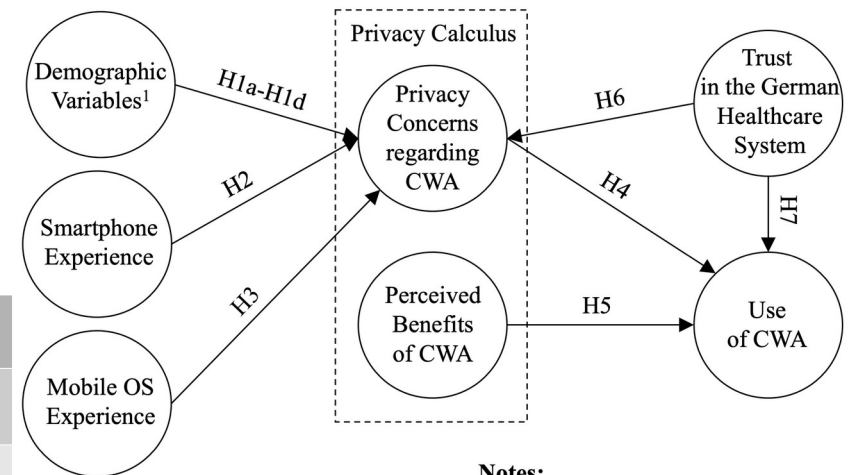 Privacy Calculus
Demographic
Variables¹
H1a-H1d
Privacy
Concerns
regarding
CWA
H6
Trust
in the German
Healthcare
System
Smartphone
Experience
H2
H4
H7
H3
Perceived
Benefits
of CWA
H5
Use
of CWA
Mobile OS
Experience
Notes: